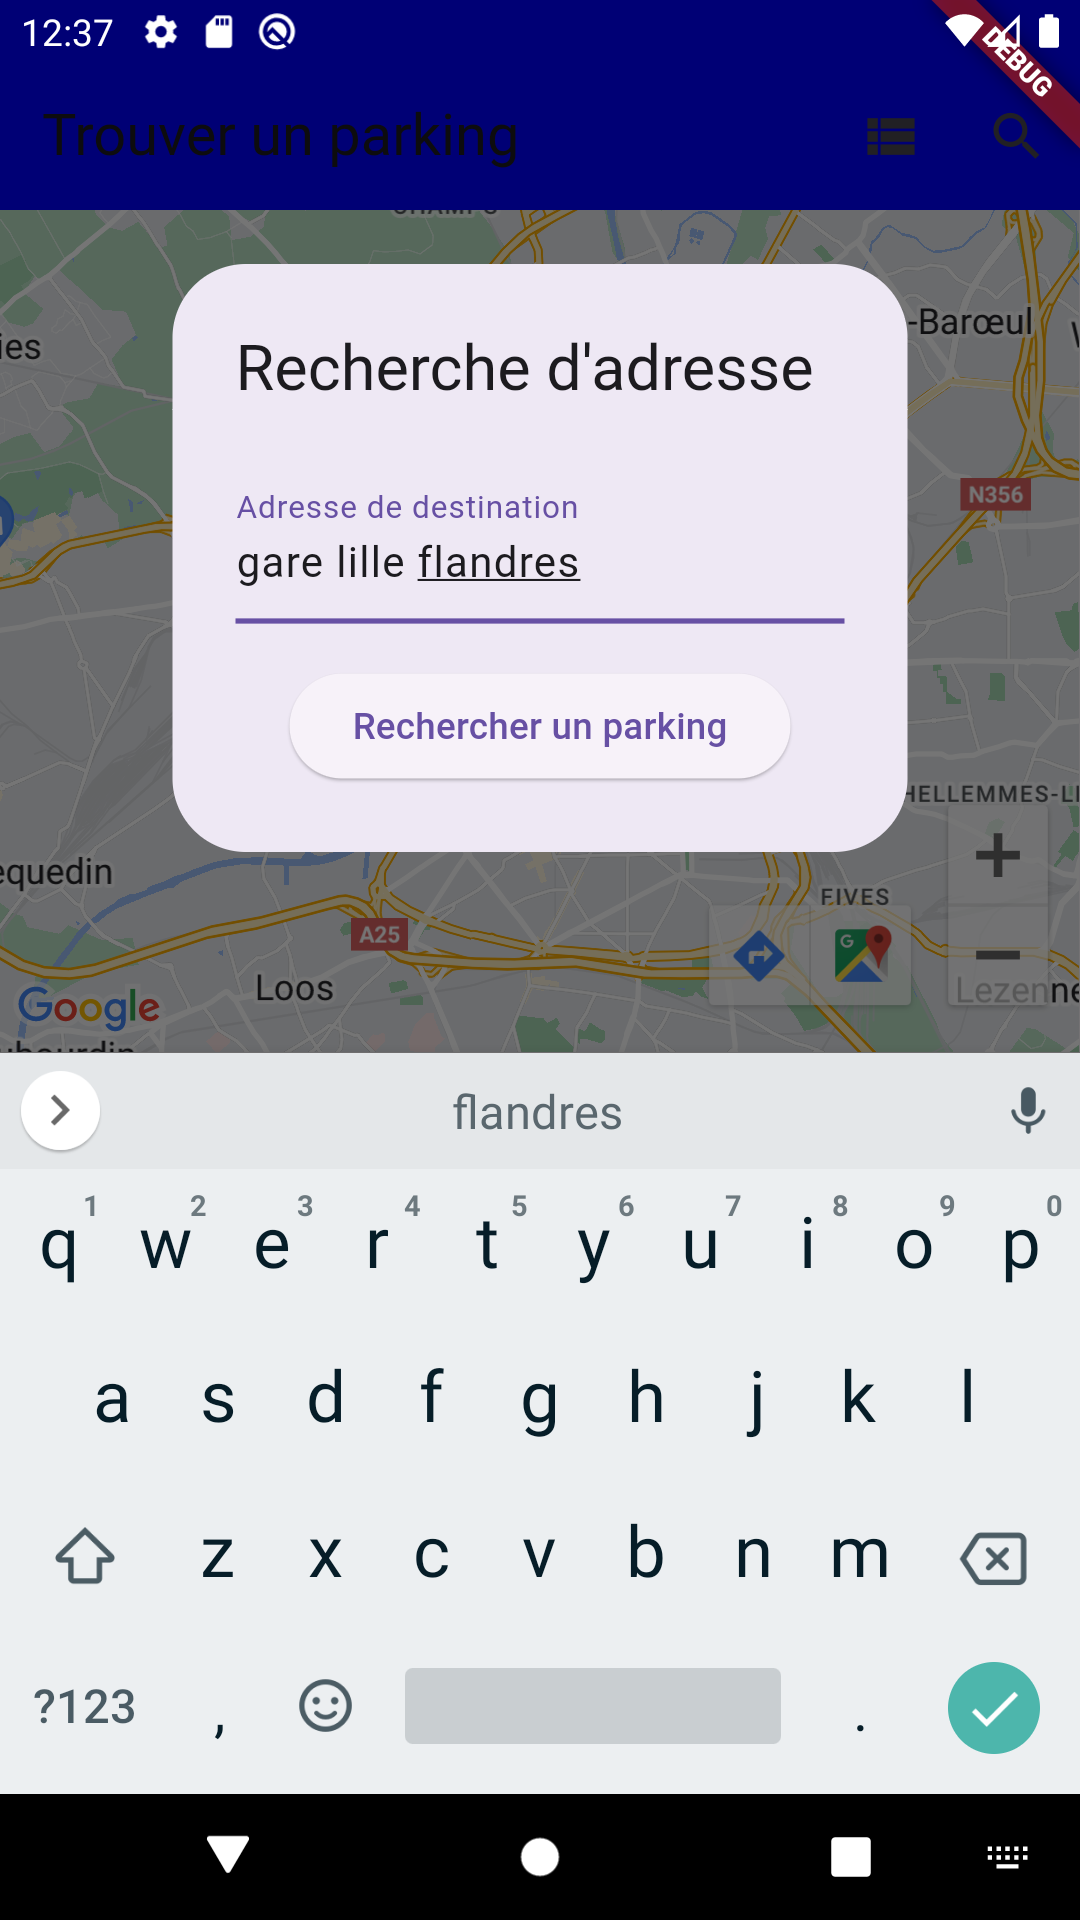 12:37
DEBUG
Trouver un parking
-Barœul
ies
Recherche d'adresse
N356
Adresse de destination
gare lille flandres
Rechercher un parking
HELLEMMES-LI
equedin
FIVES
A25
G
Loos
Lezenne
Google
flandres
1 2 3 4 5 6 7 8 9 0
q w e r t y u i o p
a s d f g h j k l
z x c v b n m
?123 , .